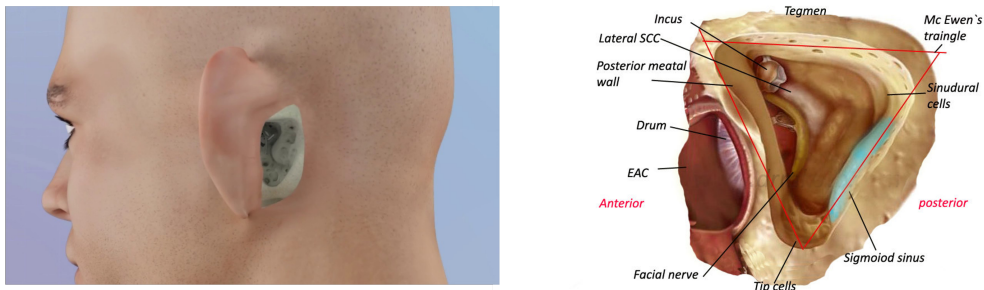 Incus
Tegmen
Mc Ewen`s
traingle
Lateral SCC
Posterior meatal
wall
Sinudural
cells
Drum
EAC
Anterior
posterior
Sigmoiod sinus
Facial nerve
Tip cells